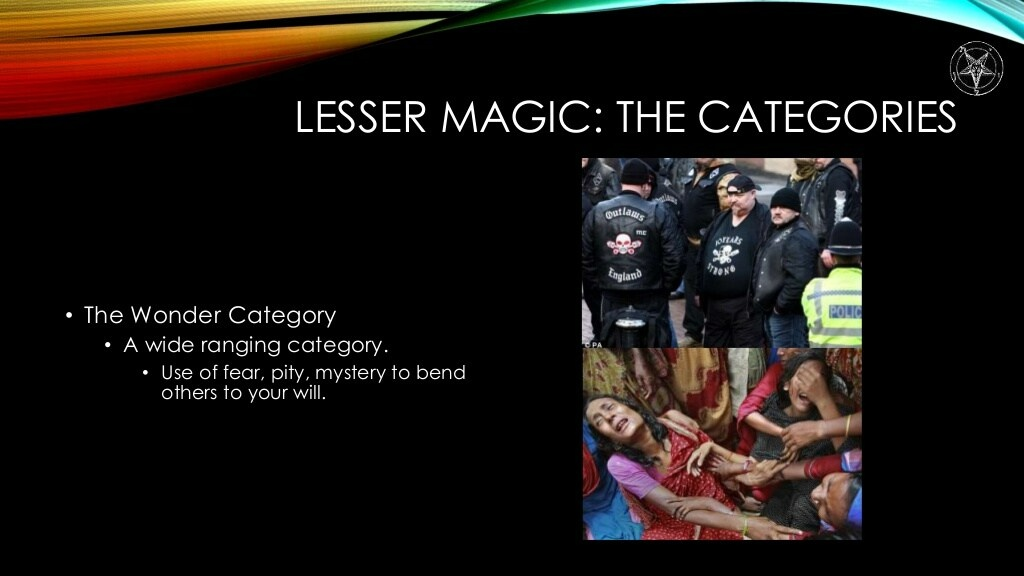 LESSER MAGIC: THE CATEGORIES
• The Wonder Category
• A wide ranging category.
• Use of fear, pity, mystery to bend
others to your will.
Outlaws
MC
England
STRONG
POLIC
© PA